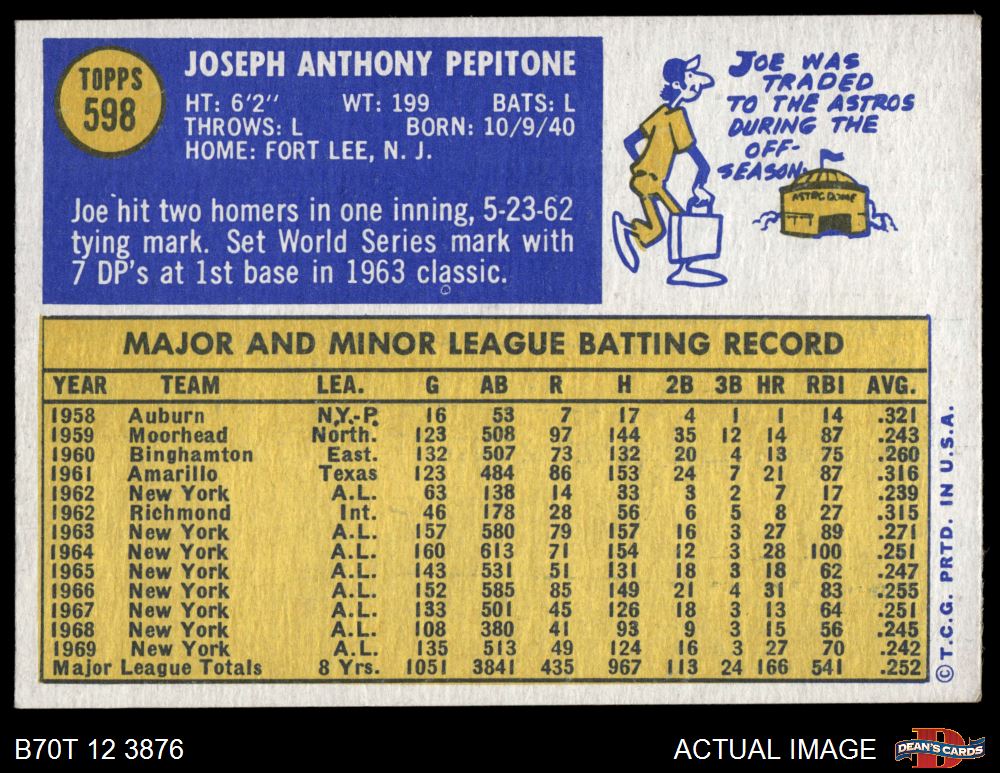 TOPPS
598
JOSEPH ANTHONY PEPITONE
HT: 6'2" WT: 199 BATS: L
THROWS: L BORN: 10/9/40
HOME: FORT LEE, N. J.
Joe hit two homers in one inning, 5-23-62
tying mark. Set World Series mark with
7 DP's at 1st base in 1963 classic.
JOE WAS
TRADED
TO THE ASTROS
DURING THE
OFF-
SEASON.
ASTRODOME
MAJOR AND MINOR LEAGUE BATTING RECORD
YEAR TEAM LEA. G AB R H 2B 3B HR RBI AVG.
1958 Auburn N.Y.-P. 16 53 7 17 4 1 1 14 .321
1959 Moorhead North. 123 508 97 144 35 12 14 87 .243
1960 Binghamton East. 132 507 73 132 20 4 13 75 .260
1961 Amarillo Texas 123 484 86 153 24 7 21 87 .316
1962 New York A.L. 63 138 14 33 3 2 7 17 .239
1962 Richmond Int. 46 178 28 56 6 5 8 27 .315
1963 New York A.L. 157 580 79 157 16 3 27 89 .271
1964 New York A.L. 160 613 71 154 12 3 28 100 .251
1965 New York A.L. 143 531 51 131 18 3 18 62 .247
1966 New York A.L. 152 585 85 149 21 4 31 83 .255
1967 New York A.L. 133 501 45 126 18 3 13 64 .251
1968 New York A.L. 108 380 41 93 9 3 15 56 .245
1969 New York A.L. 135 513 49 124 16 3 27 70 .242
Major League Totals 8 Yrs. 1051 3841 435 967 113 24 166 541 .252
© T.C.G. PRTD. IN U.S.A.
B70T 12 3876
ACTUAL IMAGE
D
DEAN'S CARDS